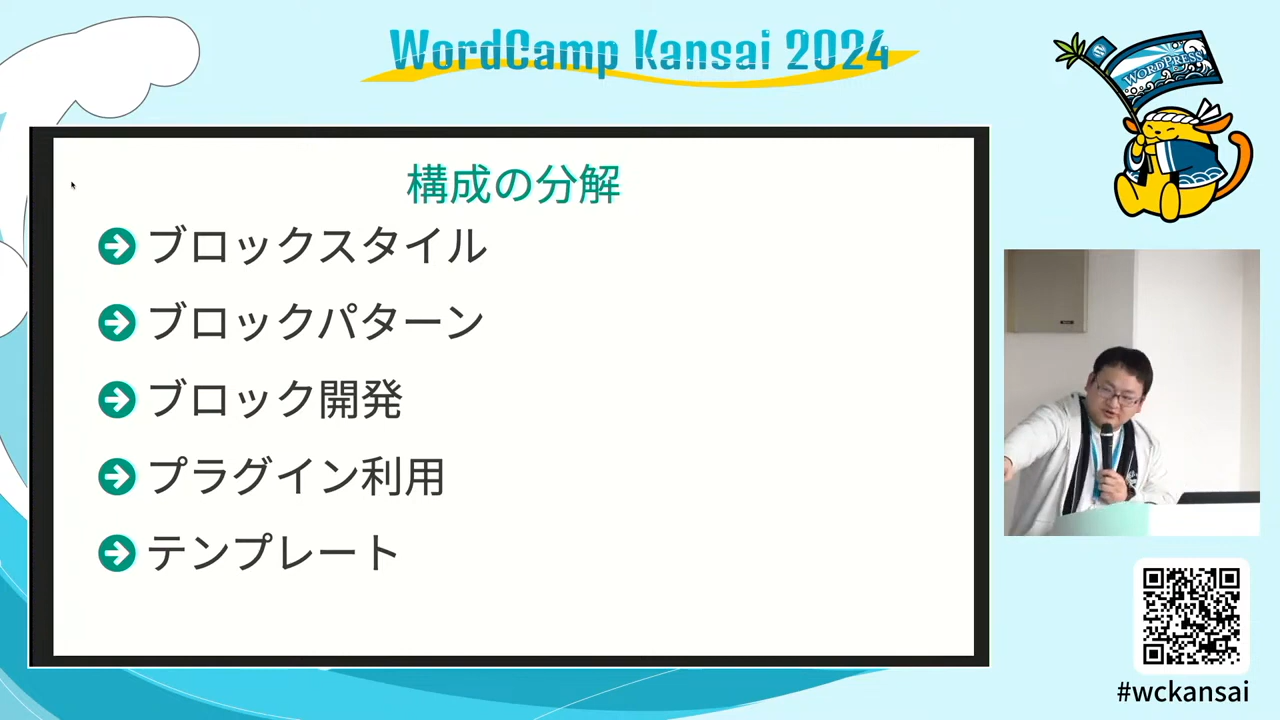 WordCamp Kansai 2024
WORDPRESS
構成の分解
ブロックスタイル
ブロックパターン
ブロック開発
プラグイン利用
テンプレート
#wckansai